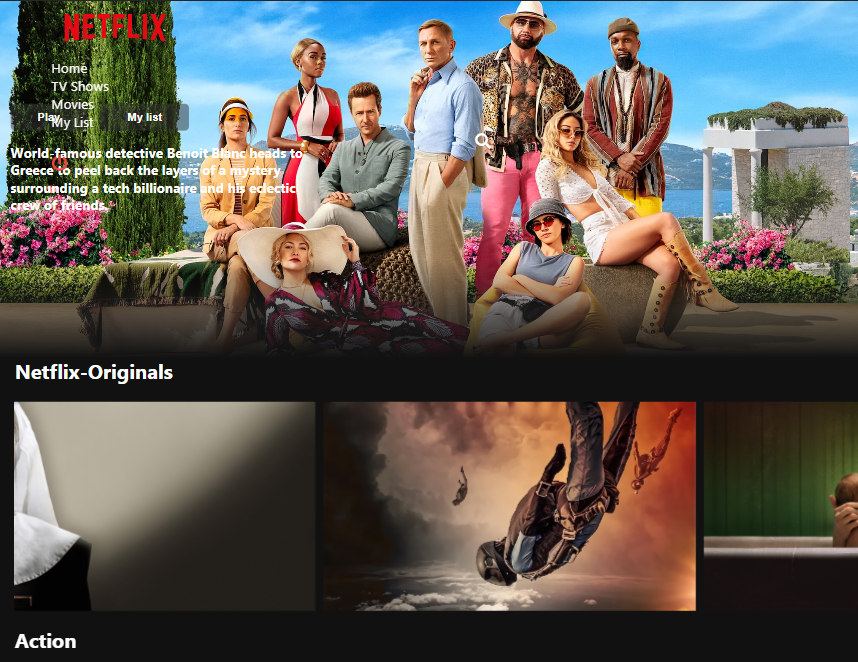 NETFLIX
Home
TV Shows
Movies
Play
My list
My List
World-famous detective Benoit Blanc heads to
Greece to peel back the layers of a mystery
surrounding a tech billionaire and his eclectic
crew of friends.
Netflix-Originals
Action